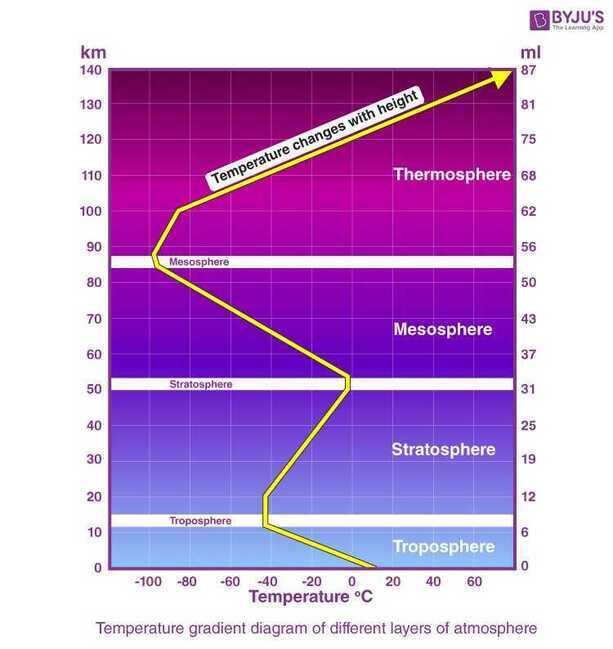 BYJU'S
The Learning App
km
ml
140
87
130
81
Temperature changes with height
120
75
110
Thermosphere
68
100
62
90
56
Mesosphere
80
50
70
43
Mesosphere
60
37
Stratosphere
50
31
40
25
Stratosphere
30
19
20
12
Troposphere
10
6
Troposphere
0
0
-100 -80 -60 -40 -20 0 20 40 60
Temperature ºC
Temperature gradient diagram of different layers of atmosphere